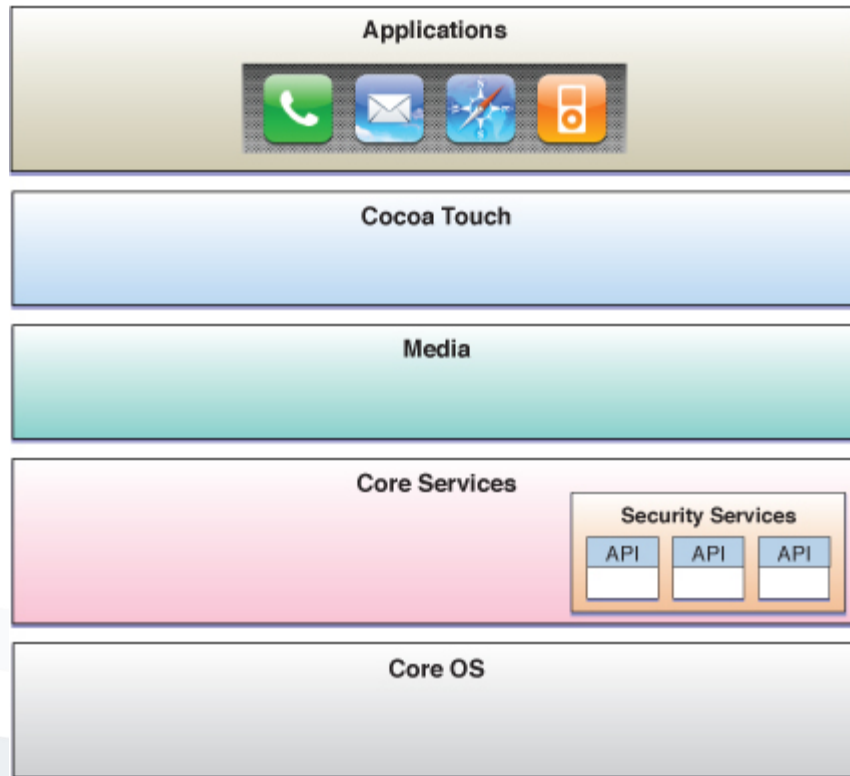 Applications
Cocoa Touch
Media
Core Services
Security Services
API API API
Core OS